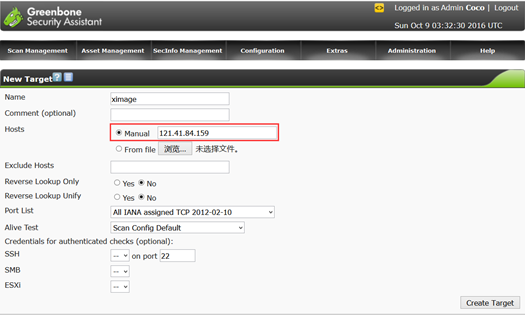 Greenbone
Security Assistant
Logged in as Admin Coco | Logout
Sun Oct 9 03:32:30 2016 UTC
Scan Management Asset Management SecInfo Management Configuration Extras Administration Help
New Target ?
Name ximage
Comment (optional)
Hosts Manual 121.41.84.159
From file 浏览... 未选择文件。
Exclude Hosts
Reverse Lookup Only Yes No
Reverse Lookup Unify Yes No
Port List All IANA assigned TCP 2012-02-10
Alive Test Scan Config Default
Credentials for authenticated checks (optional):
SSH -- on port 22
SMB --
ESXi --
Create Target